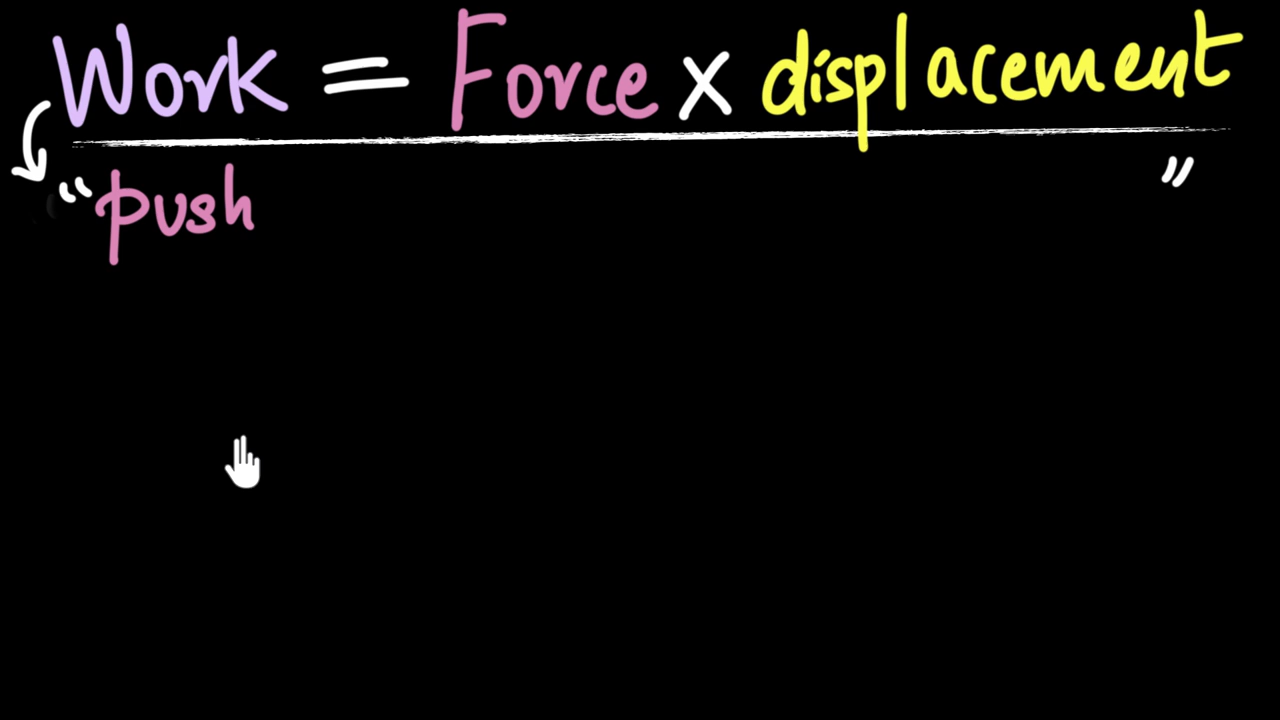 Work = Force x displacement
"push "